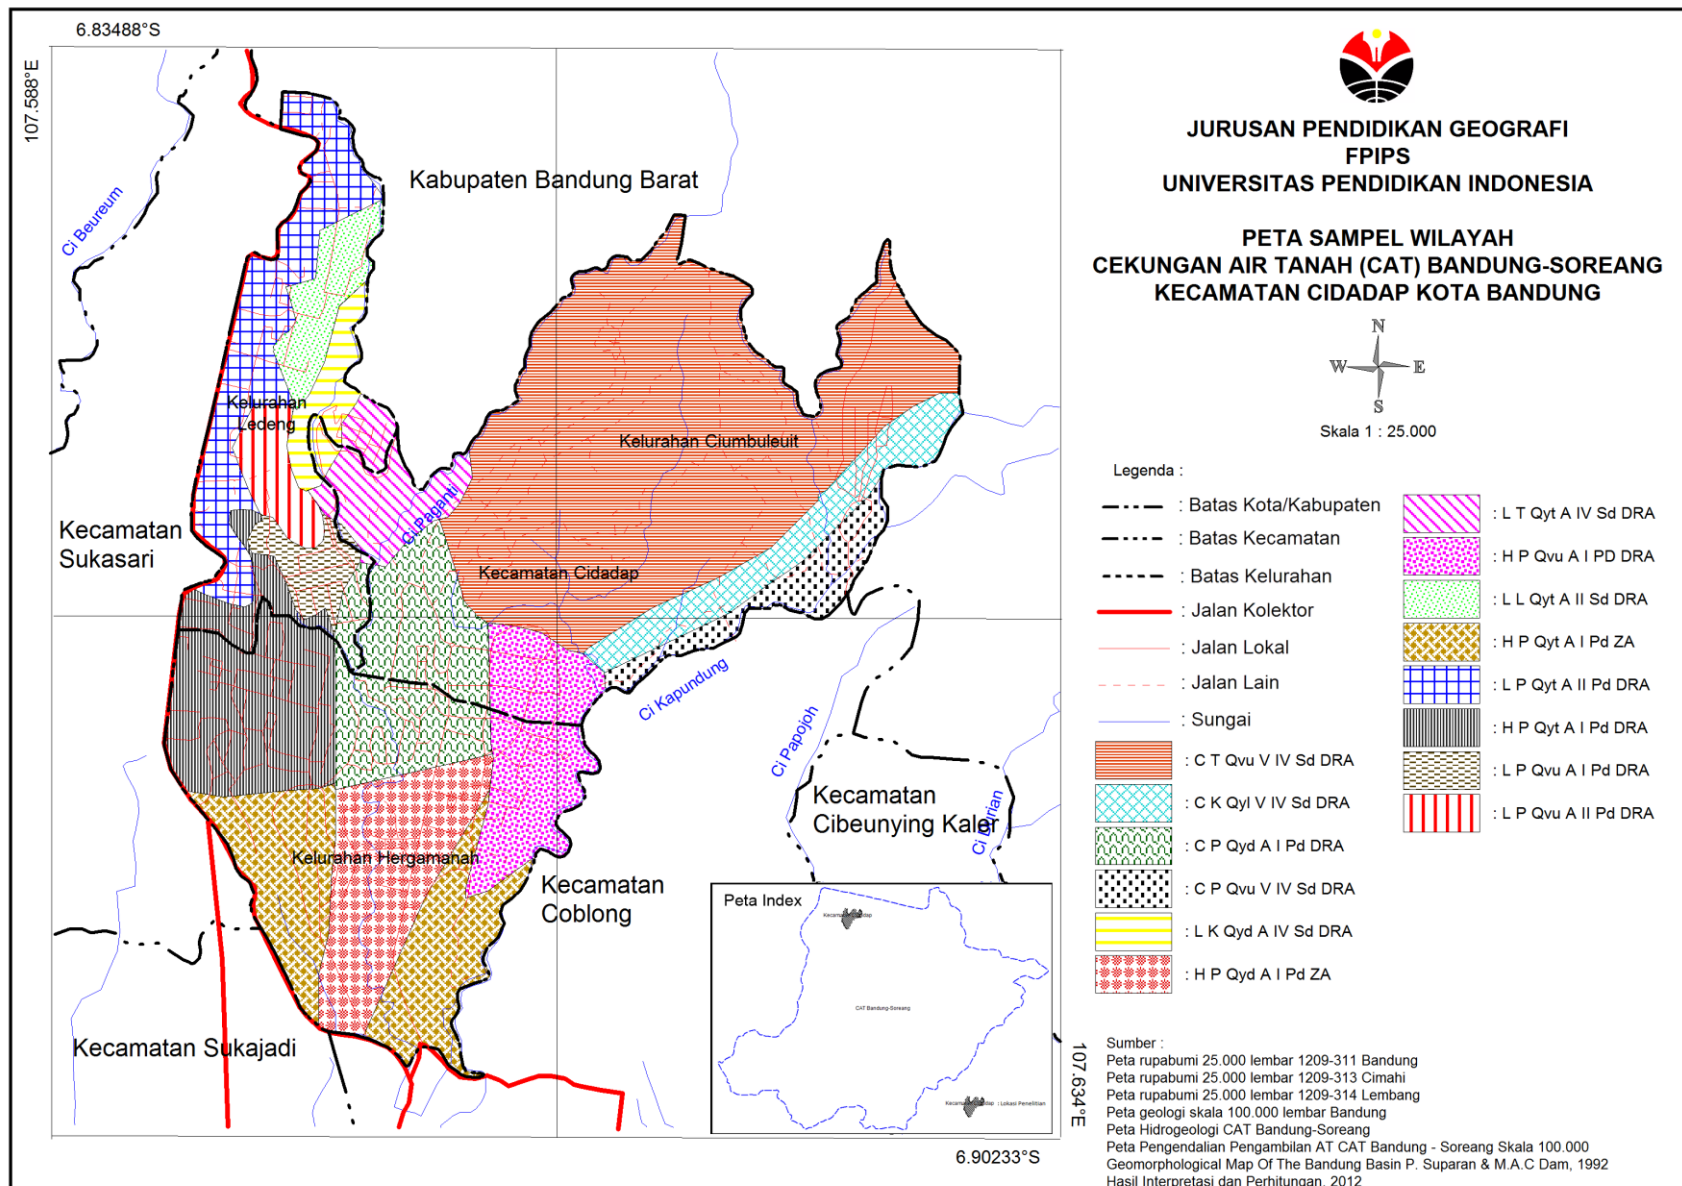 6.83488°S
107.588°E
Kabupaten Bandung Barat
Ci Beureum
Kelurahan
Ledeng
Kelurahan Ciumbuleuit
Ci Paganti
Kecamatan
Sukasari
Kecamatan Cidadap
Ci Kapundung
Ci Papojoh
Kecamatan
Cibeunying Kaler
Ci Durian
Kelurahan Hergamanan
Kecamatan
Coblong
Kecamatan Sukajadi
Peta Index
Kecamatan Cidadap
CAT Bandung-Soreang
Kecamatan Cidadap : Lokasi Penelitian
107.634°E
6.90233°S
JURUSAN PENDIDIKAN GEOGRAFI
FPIPS
UNIVERSITAS PENDIDIKAN INDONESIA
PETA SAMPEL WILAYAH
CEKUNGAN AIR TANAH (CAT) BANDUNG-SOREANG
KECAMATAN CIDADAP KOTA BANDUNG
N
W E
S
Skala 1 : 25.000
Legenda :
: Batas Kota/Kabupaten
: Batas Kecamatan
: Batas Kelurahan
: Jalan Kolektor
: Jalan Lokal
: Jalan Lain
: Sungai
: C T Qvu V IV Sd DRA
: C K Qyl V IV Sd DRA
: C P Qyd A I Pd DRA
: C P Qvu V IV Sd DRA
: L K Qyd A IV Sd DRA
: H P Qyd A I Pd ZA
: L T Qyt A IV Sd DRA
: H P Qvu A I PD DRA
: L L Qyt A II Sd DRA
: H P Qyt A I Pd ZA
: L P Qyt A II Pd DRA
: H P Qyt A I Pd DRA
: L P Qvu A I Pd DRA
: L P Qvu A II Pd DRA
Sumber :
Peta rupabumi 25.000 lembar 1209-311 Bandung
Peta rupabumi 25.000 lembar 1209-313 Cimahi
Peta rupabumi 25.000 lembar 1209-314 Lembang
Peta geologi skala 100.000 lembar Bandung
Peta Hidrogeologi CAT Bandung-Soreang
Peta Pengendalian Pengambilan AT CAT Bandung - Soreang Skala 100.000
Geomorphological Map Of The Bandung Basin P. Suparan & M.A.C Dam, 1992
Hasil Interpretasi dan Perhitungan, 2012